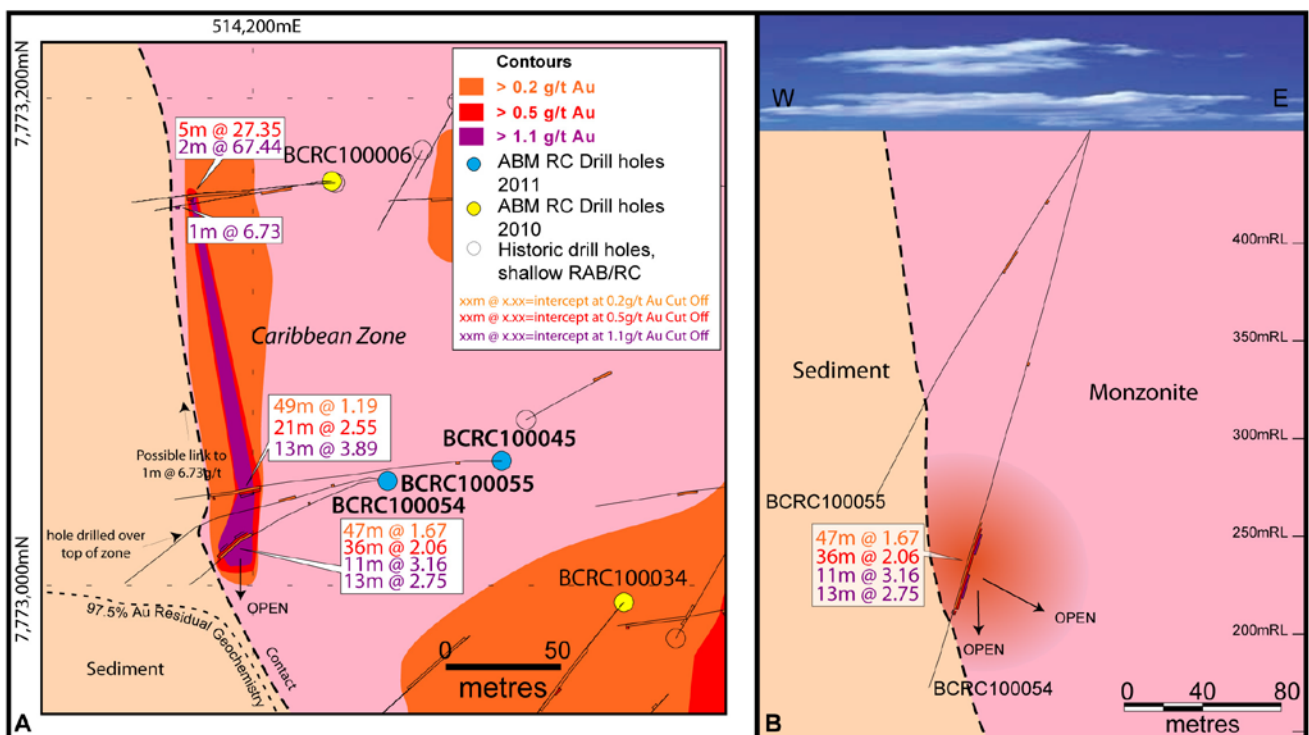 514,200mE
7,773,200mN
Contours
> 0.2 g/t Au
> 0.5 g/t Au
> 1.1 g/t Au
ABM RC Drill holes
2011
ABM RC Drill holes
2010
Historic drill holes,
shallow RAB/RC
xxm @ x.xx=intercept at 0.2g/t Au Cut Off
xxm @ x.xx=intercept at 0.5g/t Au Cut Off
xxm @ x.xx=intercept at 1.1g/t Au Cut Off
5m @ 27.35
2m @ 67.44
BCRC100006
1m @ 6.73
Caribbean Zone
49m @ 1.19
21m @ 2.55
13m @ 3.89
Possible link to
1m @ 6.73g/t
BCRC100045
BCRC100055
BCRC100054
hole drilled over
top of zone
47m @ 1.67
36m @ 2.06
11m @ 3.16
13m @ 2.75
BCRC100034
7,773,000mN
OPEN
97.5% Au Residual Geochemistry
Sediment
Contact
0 50
metres
A
W E
400mRL
350mRL
Sediment
Monzonite
300mRL
BCRC100055
250mRL
47m @ 1.67
36m @ 2.06
11m @ 3.16
13m @ 2.75
OPEN
OPEN
200mRL
BCRC100054
0 40 80
metres
B